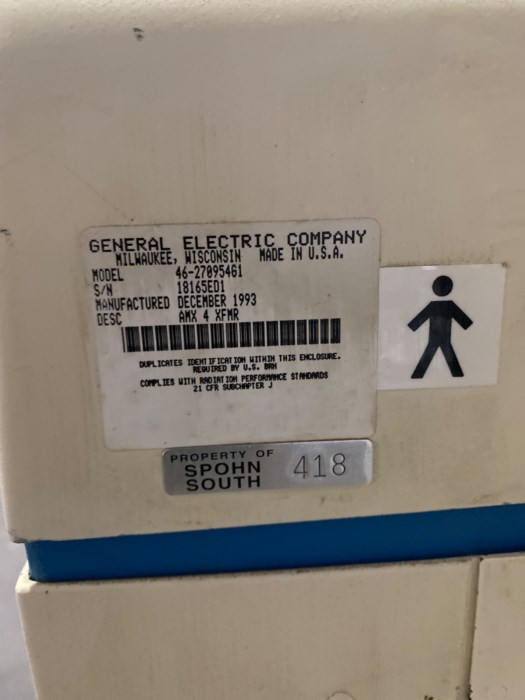 GENERAL ELECTRIC COMPANY
MILWAUKEE, WISCONSIN MADE IN U.S.A.
MODEL 46-270954G1
S/N 18165ED1
MANUFACTURED DECEMBER 1993
DESC AMX 4 XFMR
DUPLICATES IDENTIFICATION WITHIN THIS ENCLOSURE.
REQUIRED BY U.S. BRH
COMPLIES WITH RADIATION PERFORMANCE STANDARDS
21 CFR SUBCHAPTER J
PROPERTY OF
SPOHN
SOUTH
418